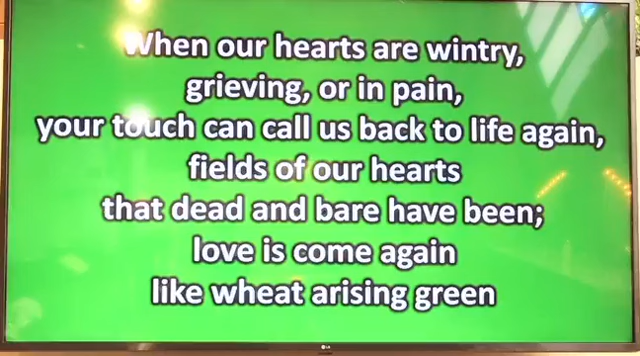 When our hearts are wintry,
grieving, or in pain,
your touch can call us back to life again,
fields of our hearts
that dead and bare have been;
love is come again
like wheat arising green
LG